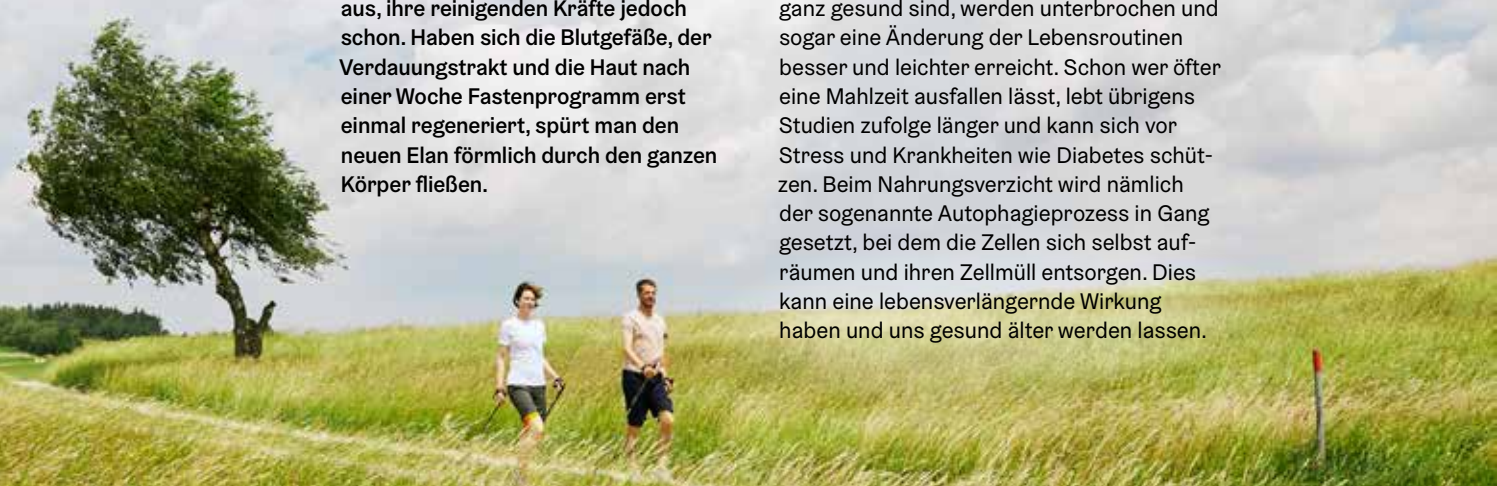 aus, ihre reinigenden Kräfte jedoch
schon. Haben sich die Blutgefäße, der
Verdauungstrakt und die Haut nach
einer Woche Fastenprogramm erst
einmal regeneriert, spürt man den
neuen Elan förmlich durch den ganzen
Körper fließen.
ganz gesund sind, werden unterbrochen und
sogar eine Änderung der Lebensroutinen
besser und leichter erreicht. Schon wer öfter
eine Mahlzeit ausfallen lässt, lebt übrigens
Studien zufolge länger und kann sich vor
Stress und Krankheiten wie Diabetes schüt-
zen. Beim Nahrungsverzicht wird nämlich
der sogenannte Autophagieprozess in Gang
gesetzt, bei dem die Zellen sich selbst auf-
räumen und ihren Zellmüll entsorgen. Dies
kann eine lebensverlängernde Wirkung
haben und uns gesund älter werden lassen.